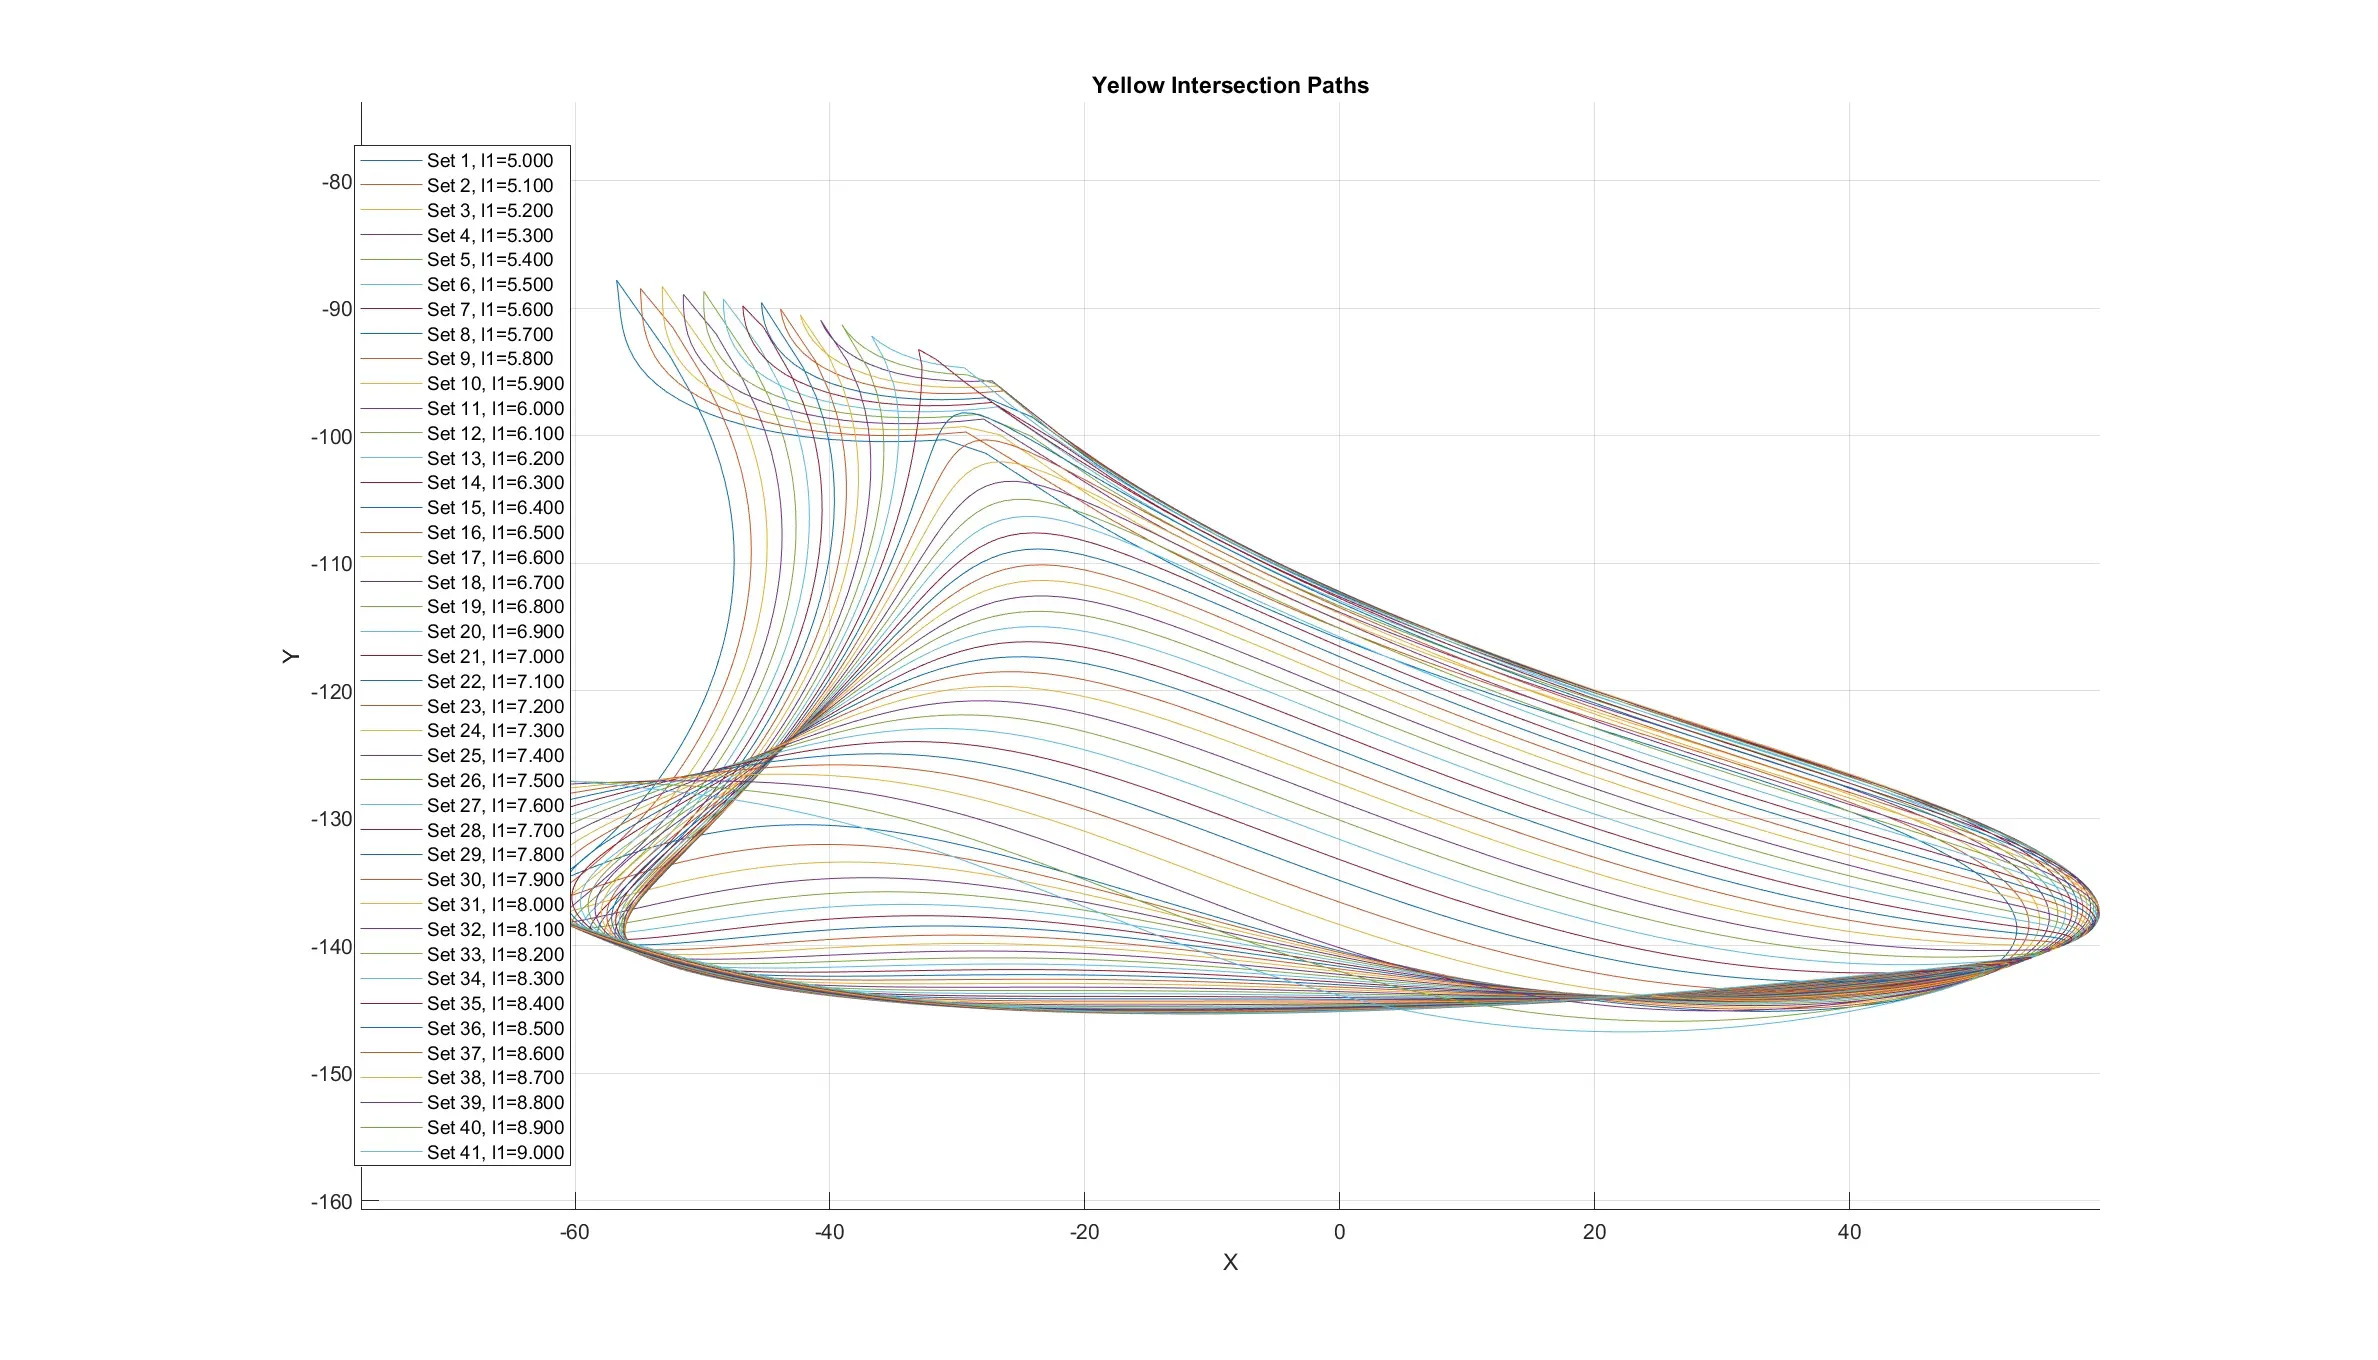 Yellow Intersection Paths
Set 1, l1=5.000
Set 2, l1=5.100
Set 3, l1=5.200
Set 4, l1=5.300
Set 5, l1=5.400
Set 6, l1=5.500
Set 7, l1=5.600
Set 8, l1=5.700
Set 9, l1=5.800
Set 10, l1=5.900
Set 11, l1=6.000
Set 12, l1=6.100
Set 13, l1=6.200
Set 14, l1=6.300
Set 15, l1=6.400
Set 16, l1=6.500
Set 17, l1=6.600
Set 18, l1=6.700
Set 19, l1=6.800
Set 20, l1=6.900
Set 21, l1=7.000
Set 22, l1=7.100
Set 23, l1=7.200
Set 24, l1=7.300
Set 25, l1=7.400
Set 26, l1=7.500
Set 27, l1=7.600
Set 28, l1=7.700
Set 29, l1=7.800
Set 30, l1=7.900
Set 31, l1=8.000
Set 32, l1=8.100
Set 33, l1=8.200
Set 34, l1=8.300
Set 35, l1=8.400
Set 36, l1=8.500
Set 37, l1=8.600
Set 38, l1=8.700
Set 39, l1=8.800
Set 40, l1=8.900
Set 41, l1=9.000
-80
-90
-100
-110
-120
-130
-140
-150
-160
Y
-60 -40 -20 0 20 40
X